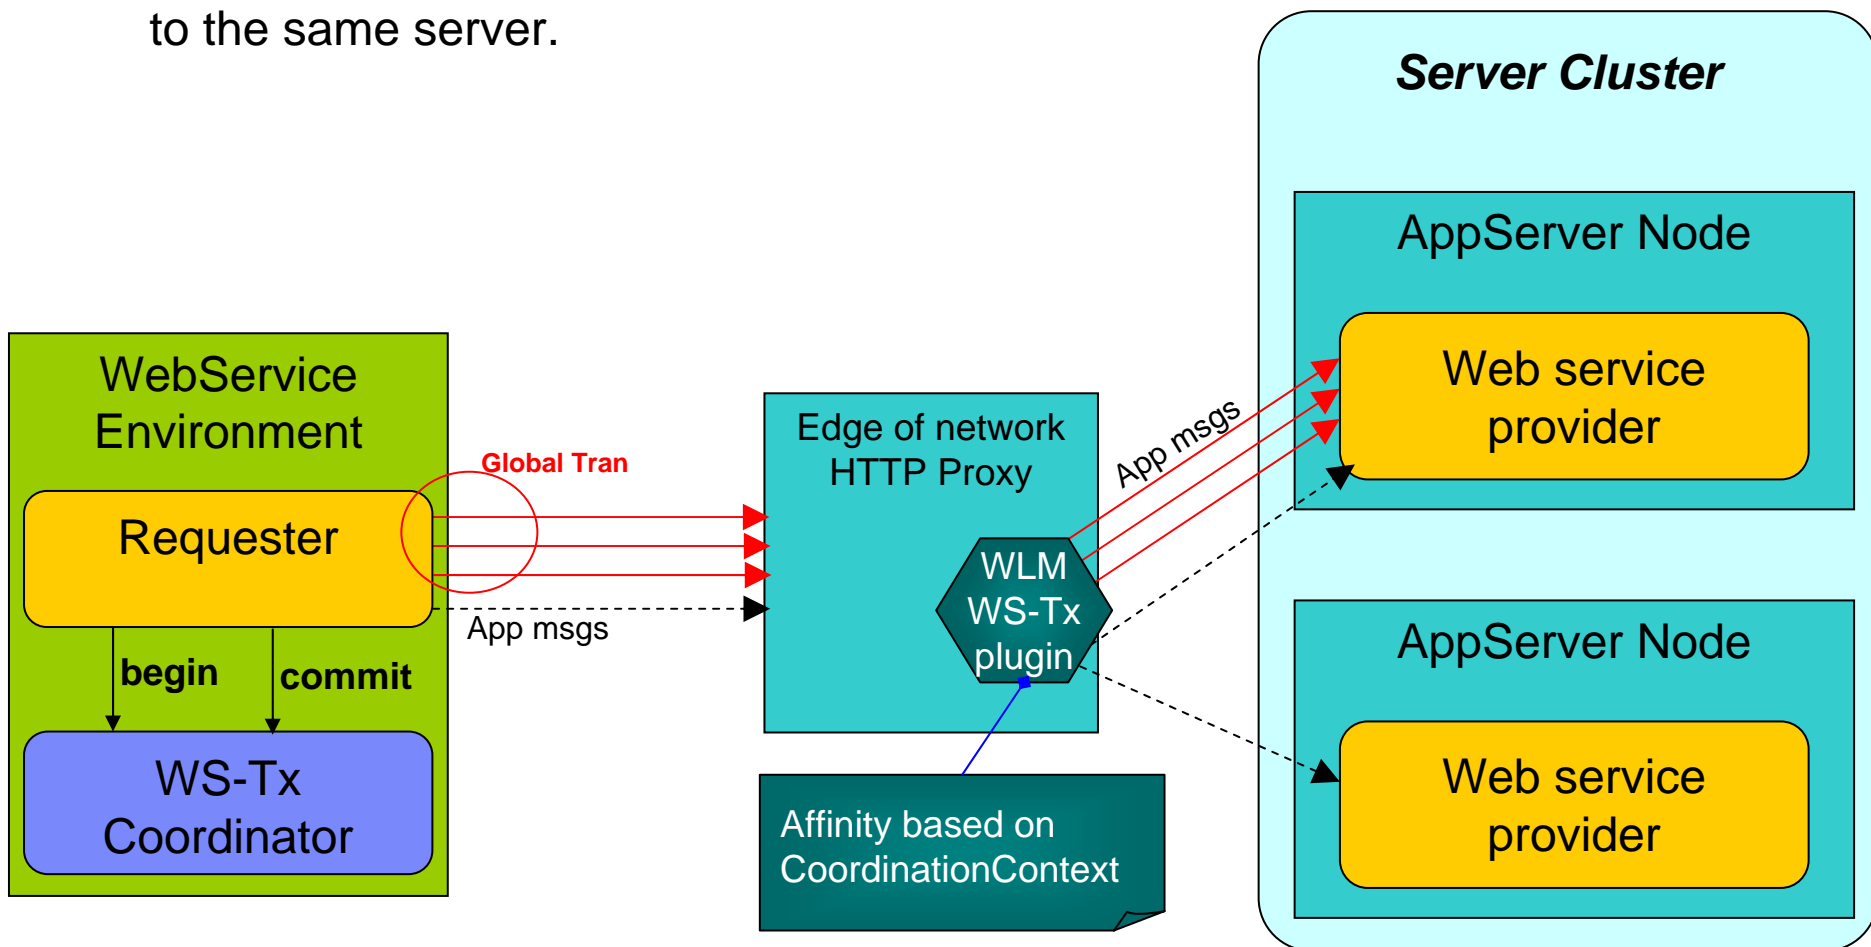 to the same server.
Server Cluster
AppServer Node
Web service
provider
WebService
Environment
Global Tran
Requester
App msgs
begin
commit
WS-Tx
Coordinator
Edge of network
HTTP Proxy
App msgs
WLM
WS-Tx
plugin
Affinity based on
CoordinationContext
AppServer Node
Web service
provider